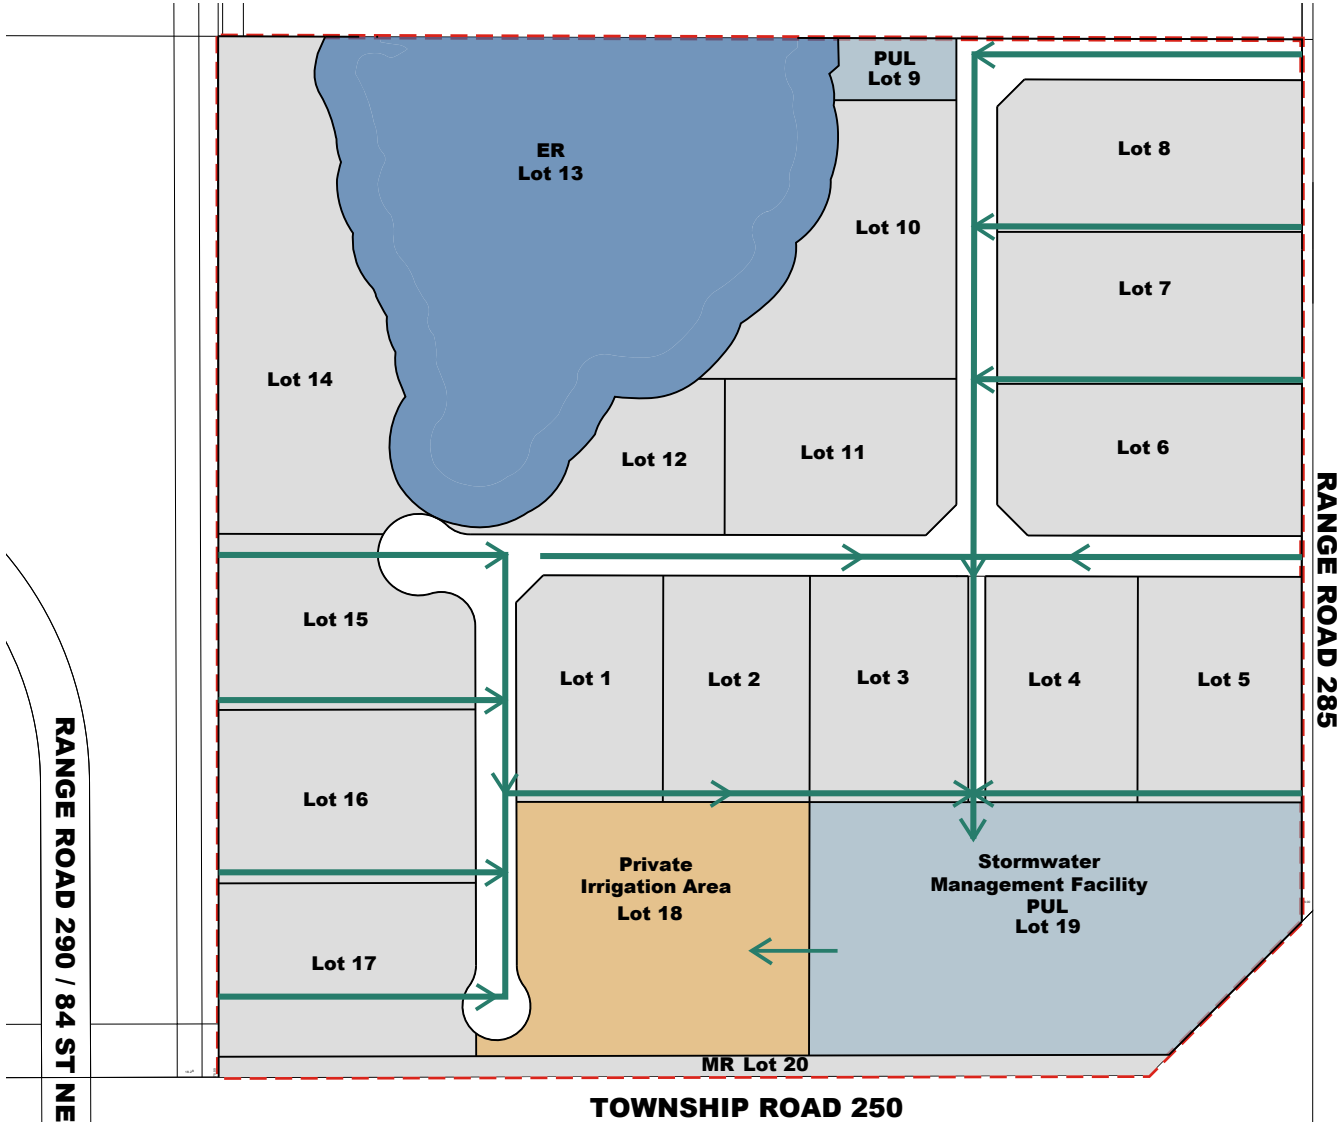 PUL
Lot 9
ER
Lot 13
Lot 8
Lot 10
Lot 7
Lot 14
Lot 12
Lot 11
Lot 6
Lot 15
Lot 1
Lot 2
Lot 3
Lot 4
Lot 5
Lot 16
Private
Irrigation Area
Lot 18
Stormwater
Management Facility
PUL
Lot 19
Lot 17
MR Lot 20
RANGE ROAD 290 / 84 ST NE
RANGE ROAD 285
TOWNSHIP ROAD 250